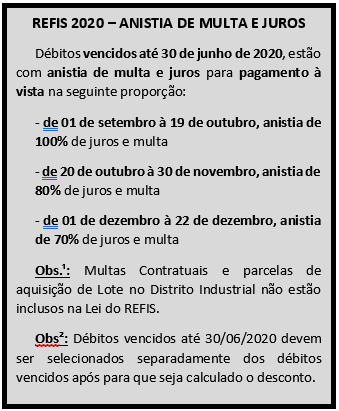 REFIS 2020 – ANISTIA DE MULTA E JUROS
Débitos vencidos até 30 de junho de 2020, estão
com anistia de multa e juros para pagamento à
vista na seguinte proporção:
- de 01 de setembro à 19 de outubro, anistia de
100% de juros e multa
- de 20 de outubro à 30 de novembro, anistia de
80% de juros e multa
- de 01 de dezembro à 22 de dezembro, anistia
de 70% de juros e multa
Obs.¹: Multas Contratuais e parcelas de
aquisição de Lote no Distrito Industrial não estão
inclusos na Lei do REFIS.
Obs²: Débitos vencidos até 30/06/2020 devem
ser selecionados separadamente dos débitos
vencidos após para que seja calculado o desconto.